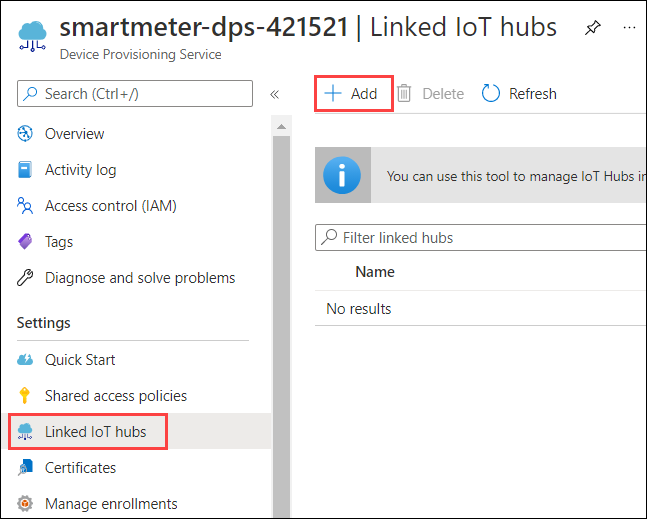 smartmeter-dps-421521 | Linked IoT hubs
Device Provisioning Service
Search (Ctrl+/)
Add
Delete
Refresh
Overview
Activity log
Access control (IAM)
Tags
Diagnose and solve problems
Settings
Quick Start
Shared access policies
Linked IoT hubs
Certificates
Manage enrollments
You can use this tool to manage IoT Hubs in
Filter linked hubs
Name
No results